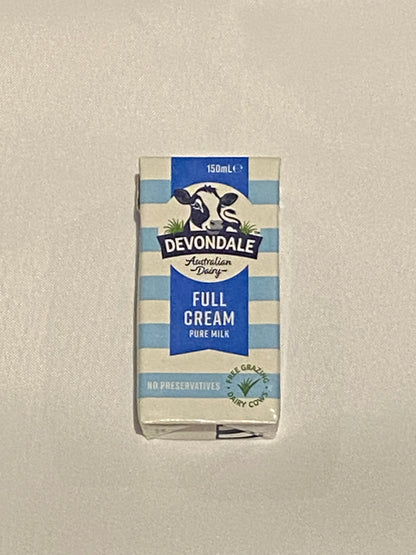 150mL℮
DEVONDALE
Australian
Dairy
FULL
CREAM
PURE MILK
NO PRESERVATIVES
FREE GRAZING
DAIRY COWS